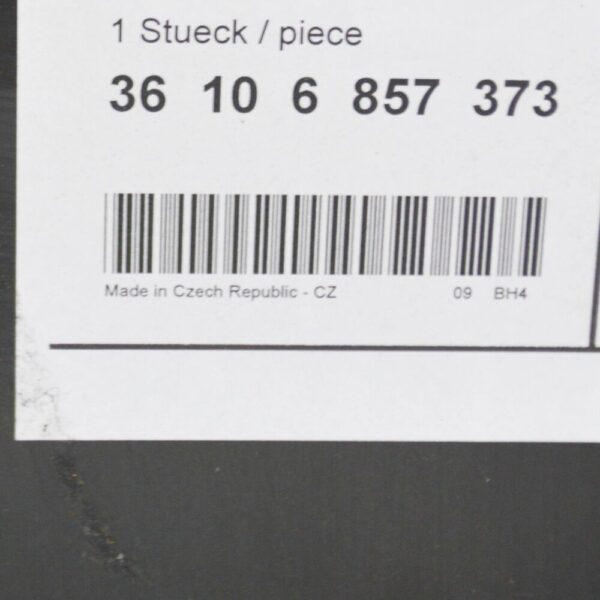 1 Stueck / piece
36 10 6 857 373
Made in Czech Republic - CZ 09 BH4